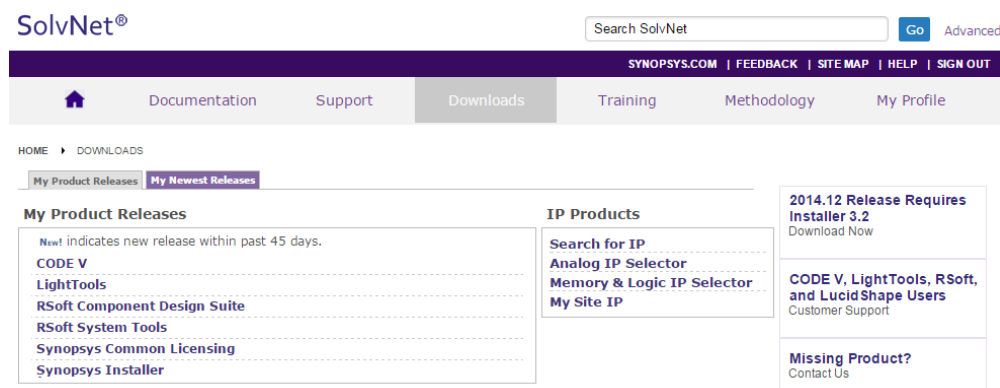 SolvNet®
Search SolvNet
Go
Advanced
SYNOPSYS.COM | FEEDBACK | SITE MAP | HELP | SIGN OUT
Documentation
Support
Downloads
Training
Methodology
My Profile
HOME
DOWNLOADS
My Product Releases
My Newest Releases
My Product Releases
New! indicates new release within past 45 days.
CODE V
LightTools
RSoft Component Design Suite
RSoft System Tools
Synopsys Common Licensing
Synopsys Installer
IP Products
Search for IP
Analog IP Selector
Memory & Logic IP Selector
My Site IP
2014.12 Release Requires
Installer 3.2
Download Now
CODE V, LightTools, RSoft,
and LucidShape Users
Customer Support
Missing Product?
Contact Us